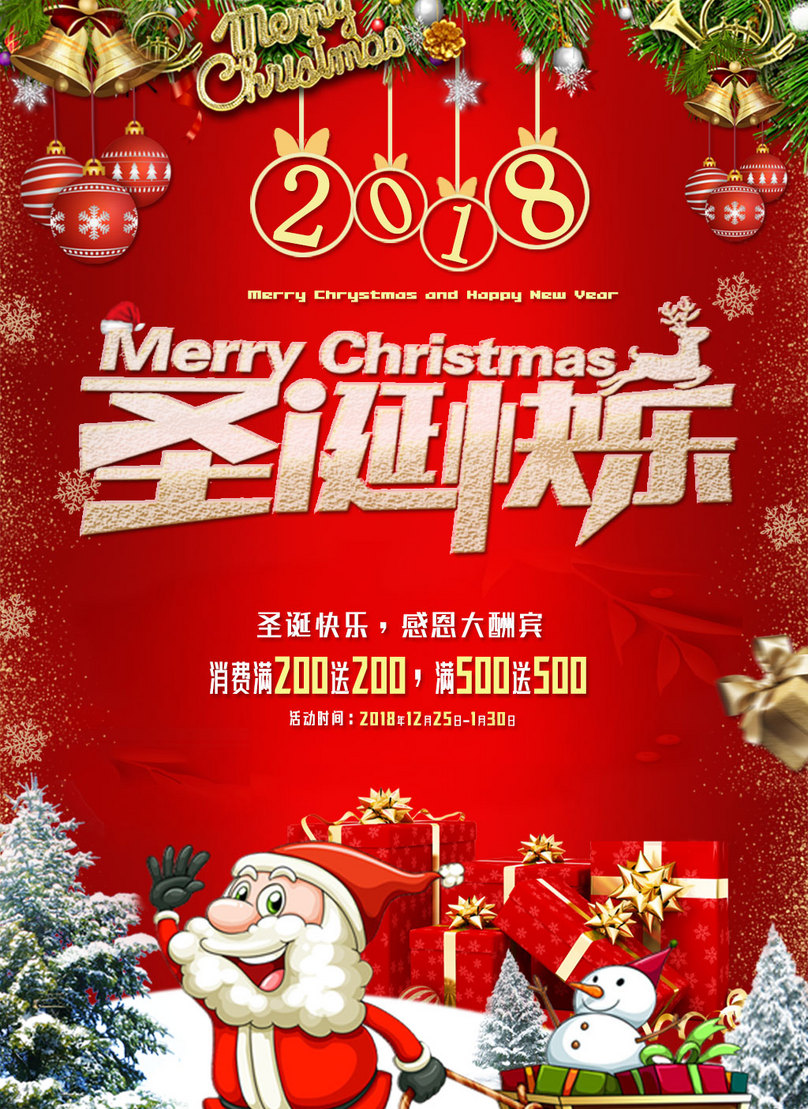 Merry
Christmas
2018
Merry Chrystmas and Happy New Year
Merry Christmas
圣诞快乐
圣诞快乐，感恩大酬宾
消费满200送200，满500送500
活动时间：2018年12月25日-1月30日